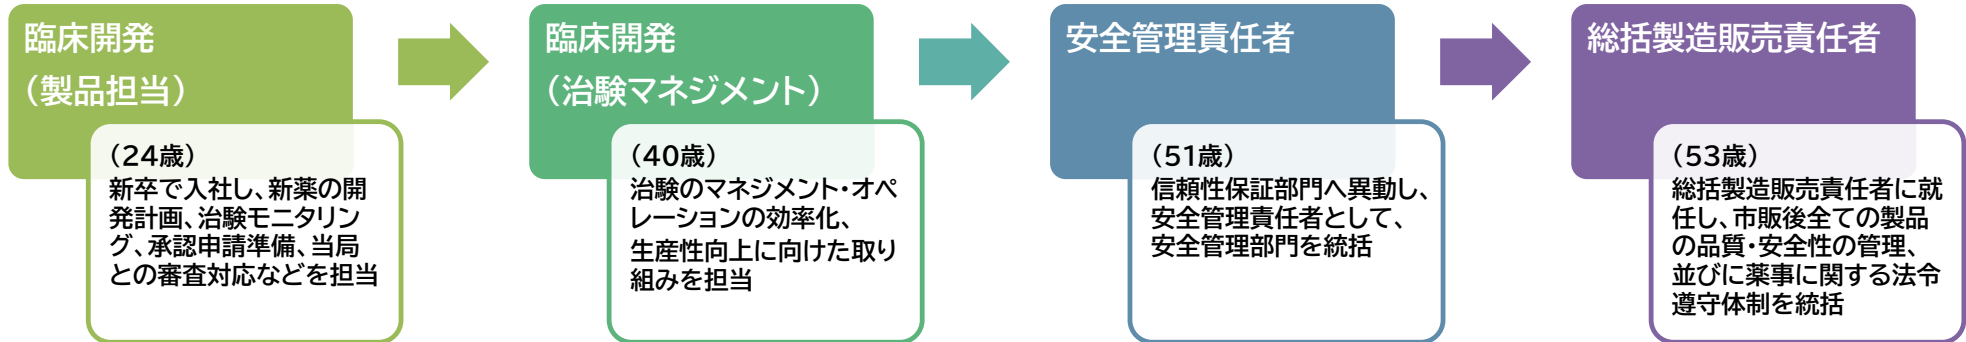 臨床開発
（製品担当）
（24歳）
新卒で入社し、新薬の開
発計画、治験モニタリン
グ、承認申請準備、当局
との審査対応などを担当
臨床開発
（治験マネジメント）
（40歳）
治験のマネジメント・オペ
レーションの効率化、
生産性向上に向けた取り
組みを担当
安全管理責任者
（51歳）
信頼性保証部門へ異動し、
安全管理責任者として、
安全管理部門を統括
総括製造販売責任者
（53歳）
総括製造販売責任者に就
任し、市販後全ての製品
の品質・安全性の管理、
並びに薬事に関する法令
遵守体制を統括